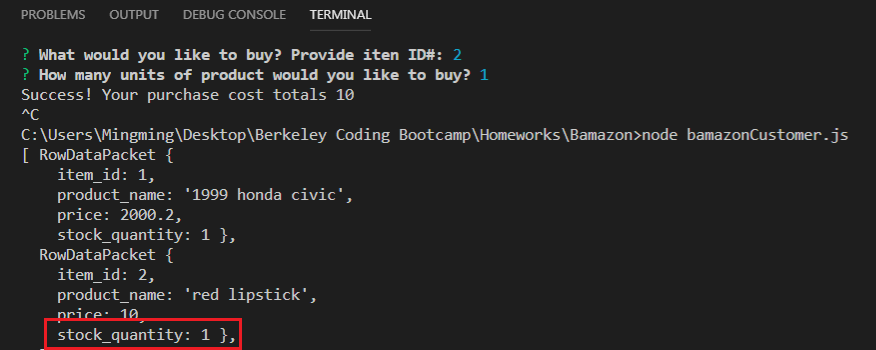 PROBLEMS OUTPUT DEBUG CONSOLE TERMINAL
? What would you like to buy? Provide iten ID#: 2
? How many units of product would you like to buy? 1
Success! Your purchase cost totals 10
^C
C:\Users\Mingming\Desktop\Berkeley Coding Bootcamp\Homeworks\Bamazon>node bamazonCustomer.js
[ RowDataPacket {
item_id: 1,
product_name: '1999 honda civic',
price: 2000.2,
stock_quantity: 1 },
RowDataPacket {
item_id: 2,
product_name: 'red lipstick',
price: 10,
stock_quantity: 1 },